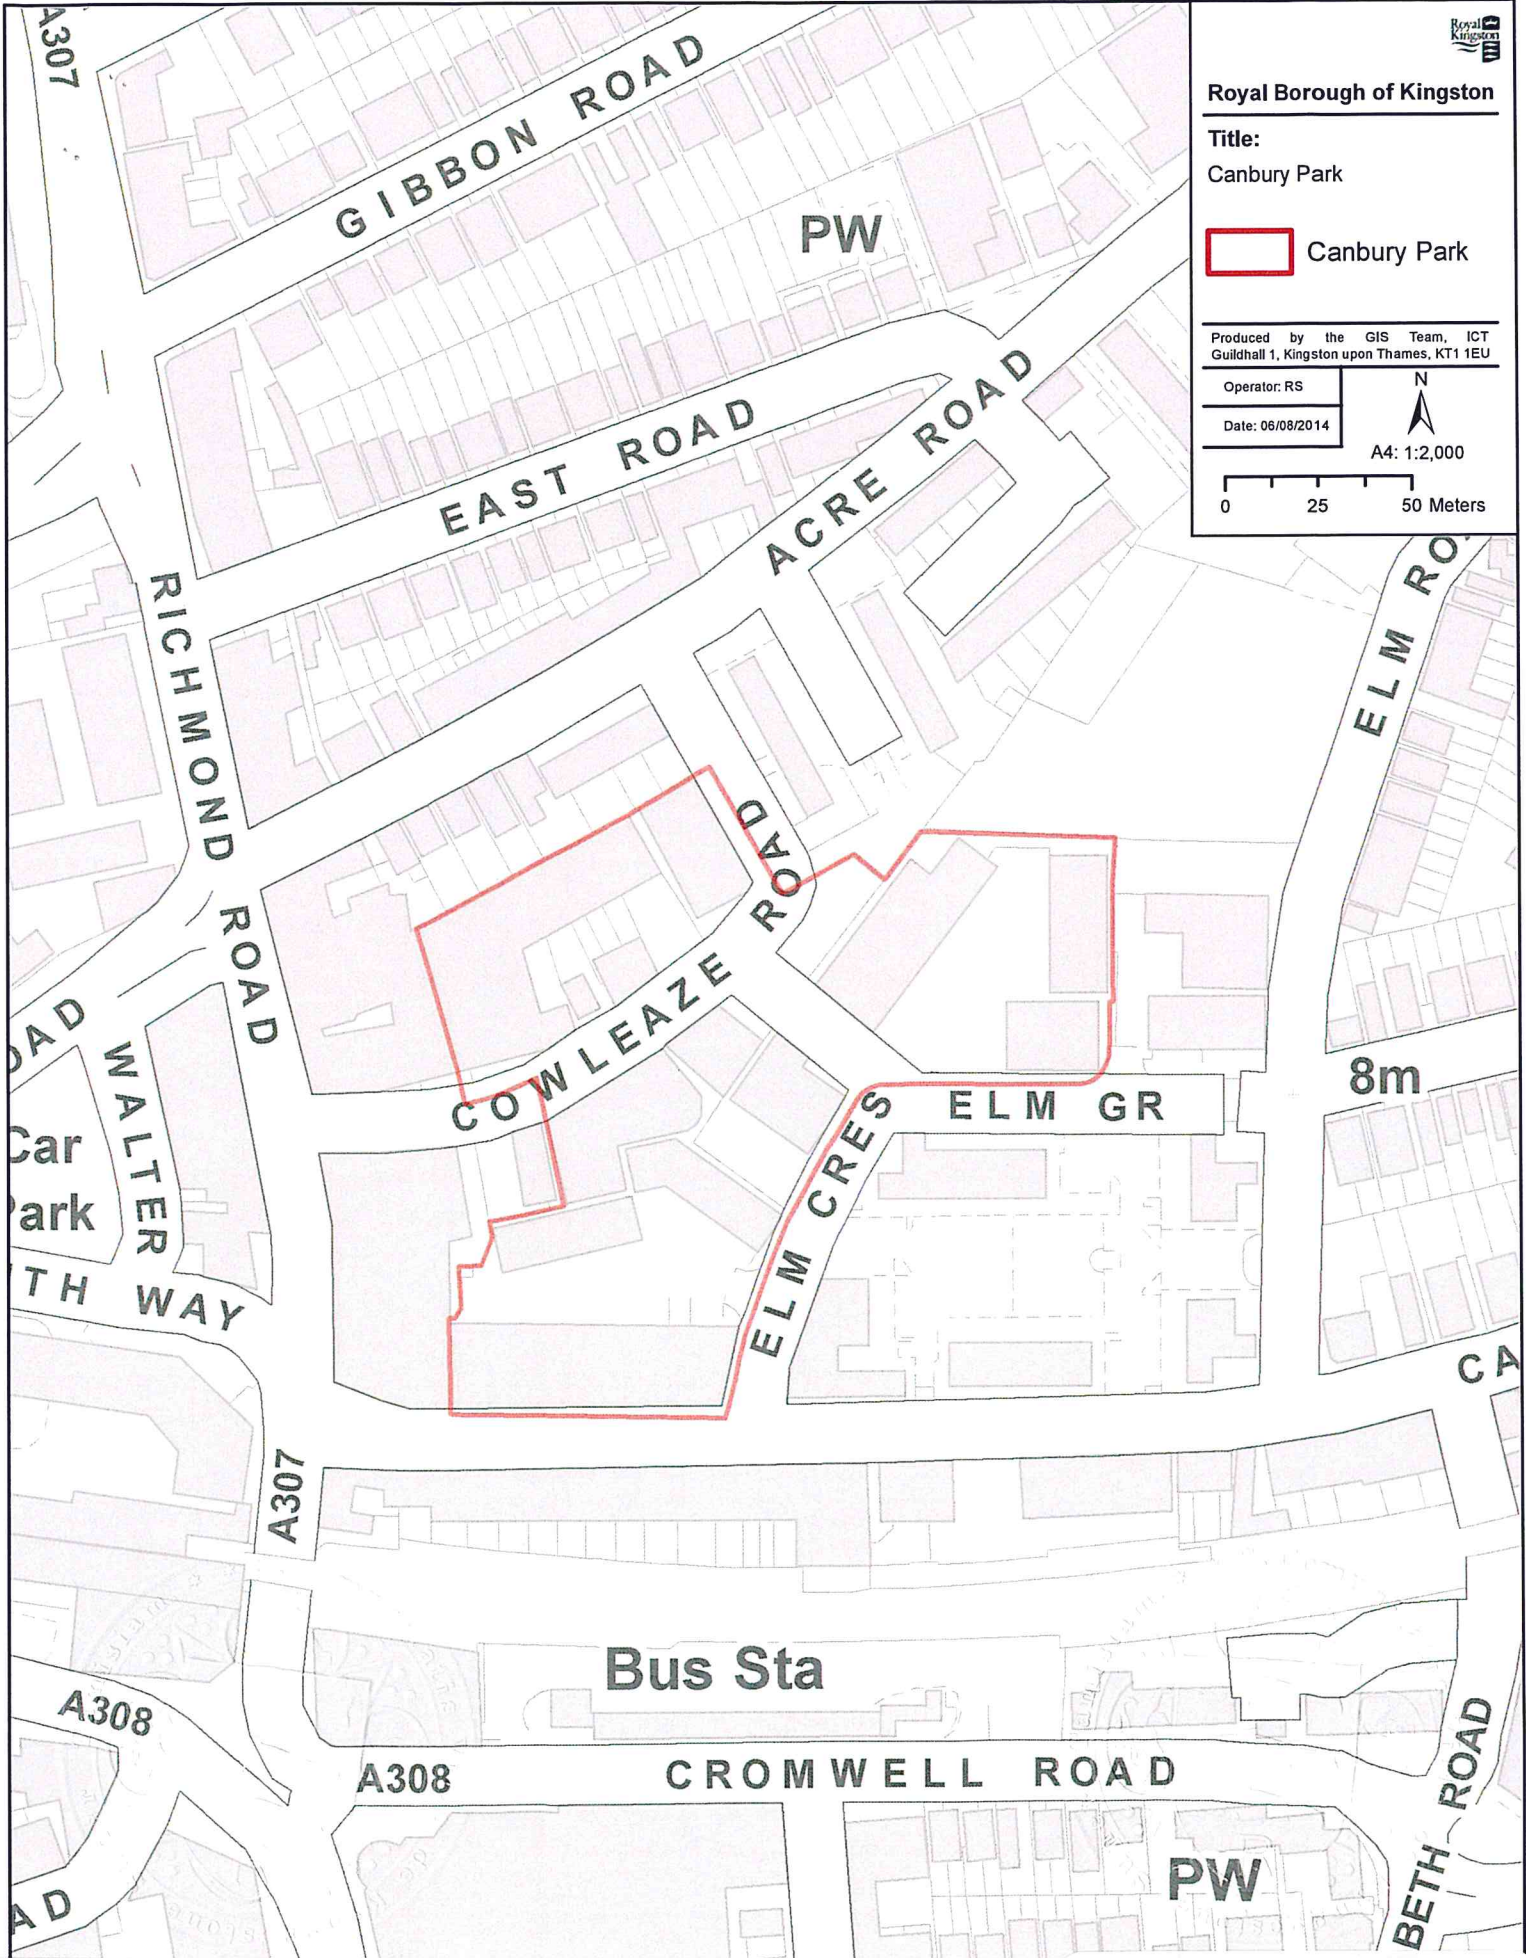 Royal
Kingston
Royal Borough of Kingston
Title:
Canbury Park
Canbury Park
Produced by the GIS Team, ICT
Guildhall 1, Kingston upon Thames, KT1 1EU
Operator: RS
Date: 06/08/2014
N
A4: 1:2,000
0 25 50 Meters
A307
GIBBON ROAD
PW
EAST ROAD
ACRE ROAD
RICHMOND ROAD
ELM RO
COWLEAZE ROAD
OAD
WALTER
Car
Park
TH WAY
ELM GR
ELM CRES
8m
CA
A307
Bus Sta
A308
A308
CROMWELL ROAD
BETH ROAD
PW
AD